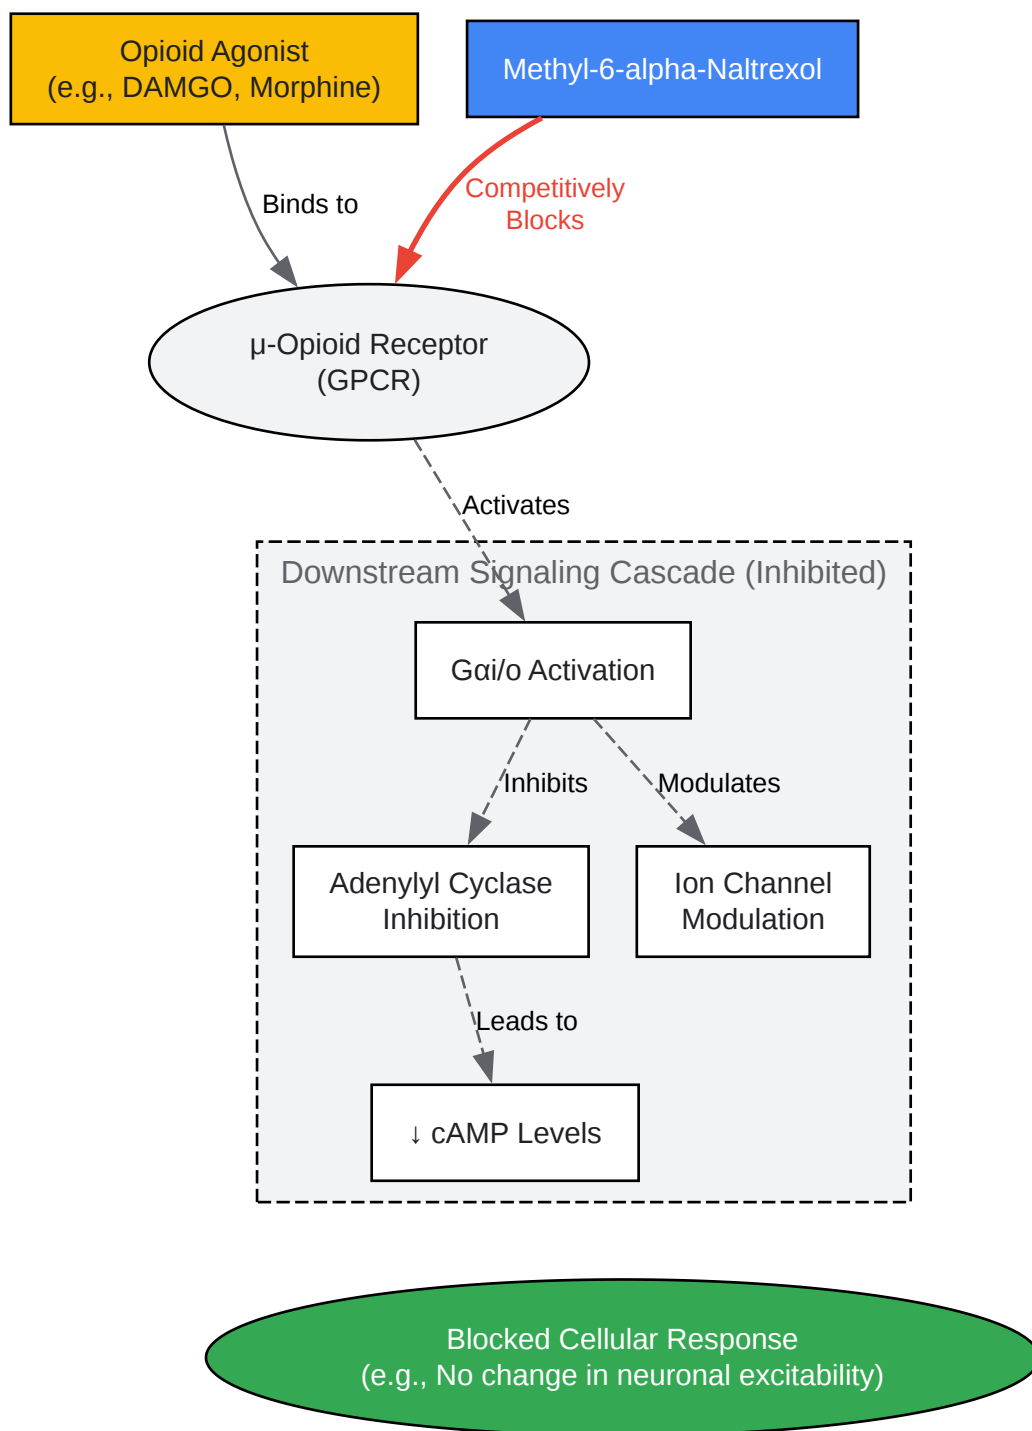 Opioid Agonist
(e.g., DAMGO, Morphine)
Methyl-6-alpha-Naltrexol
Binds to
Competitively
Blocks
μ-Opioid Receptor
(GPCR)
Activates
Downstream Signaling Cascade (Inhibited)
Gαi/o Activation
Inhibits
Modulates
Adenylyl Cyclase
Inhibition
Ion Channel
Modulation
Leads to
↓ cAMP Levels
Blocked Cellular Response
(e.g., No change in neuronal excitability)